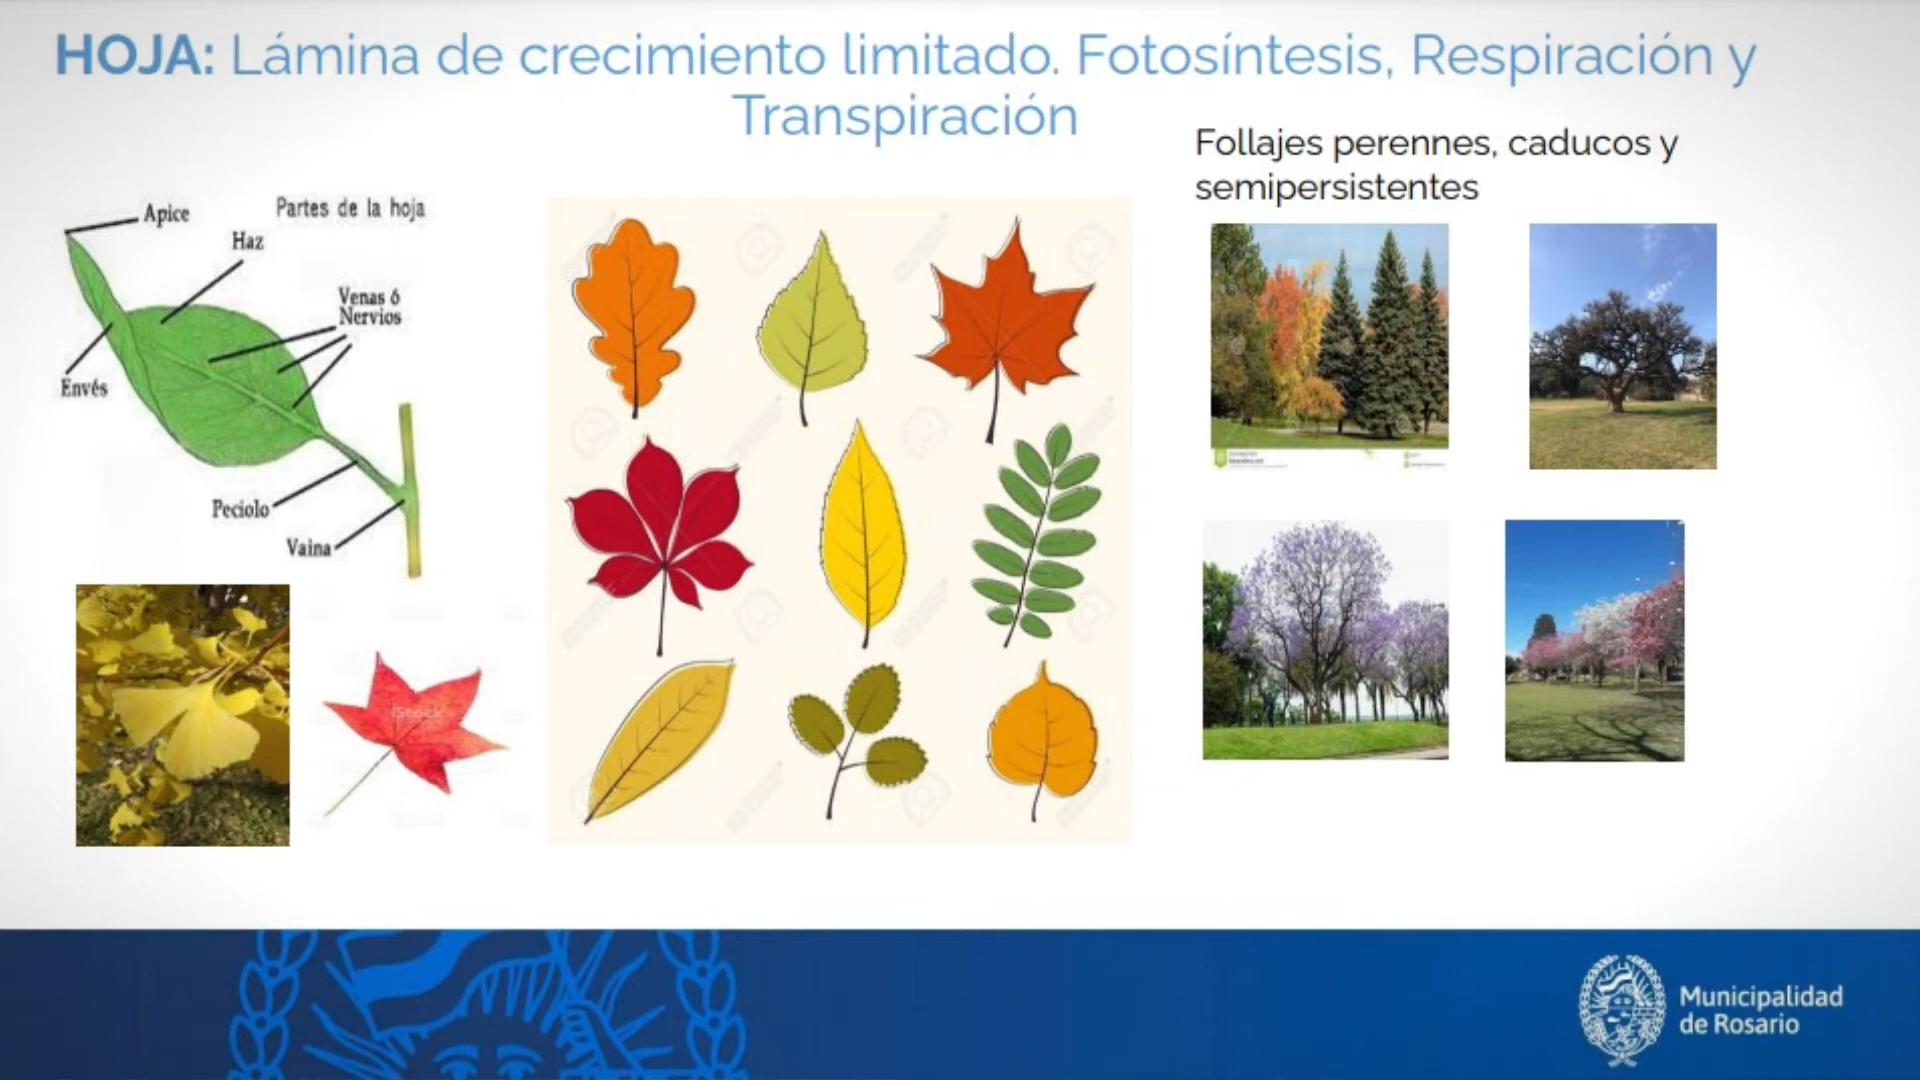 HOJA: Lámina de crecimiento limitado. Fotosíntesis, Respiración y
Transpiración
Follajes perennes, caducos y
semipersistentes
Partes de la hoja
Apice
Haz
Venas ó
Nervios
Envés
Peciolo
Vaina
iStock
Municipalidad
de Rosario